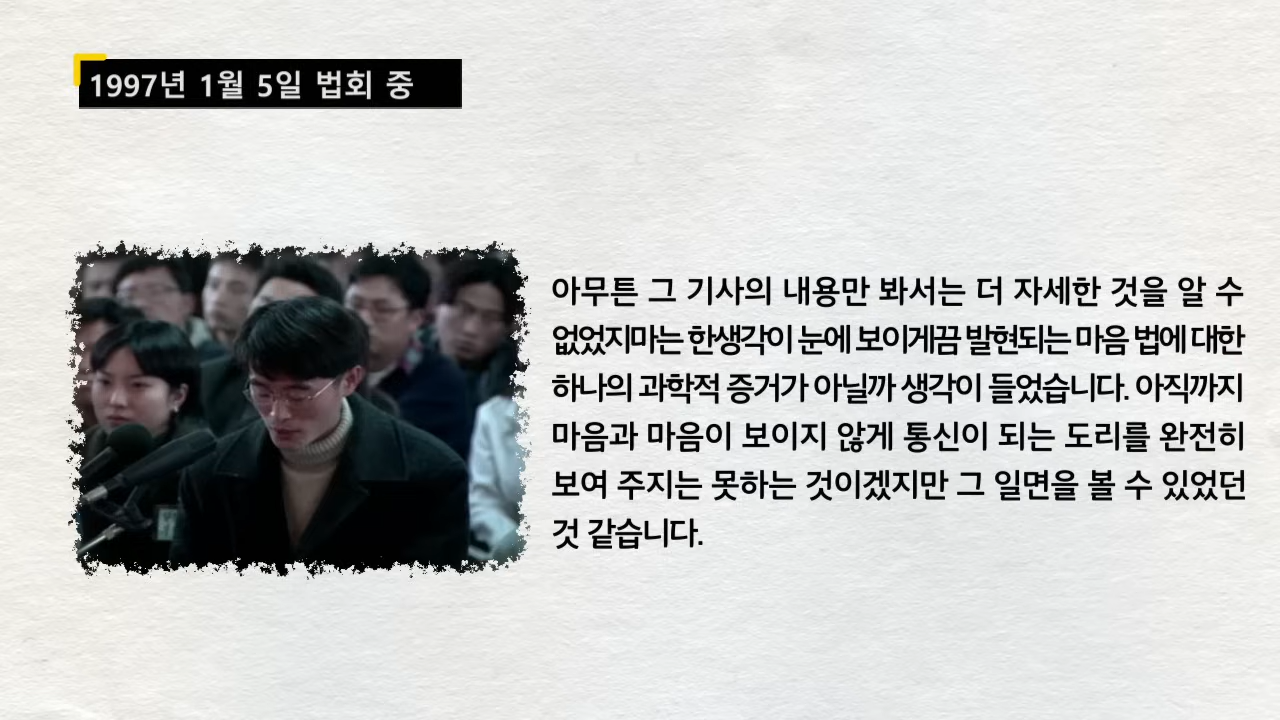 1997년 1월 5일 법회 중
아무튼 그 기사의 내용만 봐서는 더 자세한 것을 알 수
없었지마는 한생각이 눈에 보이게끔 발현되는 마음 법에 대한
하나의 과학적 증거가 아닐까 생각이 들었습니다. 아직까지
마음과 마음이 보이지 않게 통신이 되는 도리를 완전히
보여 주지는 못하는 것이겠지만 그 일면을 볼 수 있었던
것 같습니다.